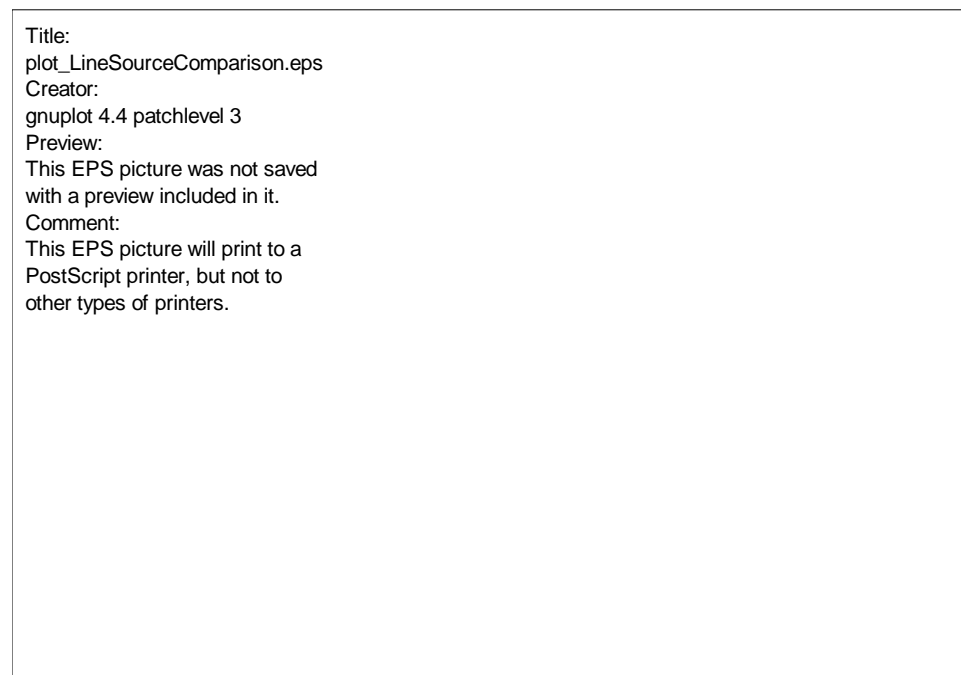 Title:
plot_LineSourceComparison.eps
Creator:
gnuplot 4.4 patchlevel 3
Preview:
This EPS picture was not saved
with a preview included in it.
Comment:
This EPS picture will print to a
PostScript printer, but not to
other types of printers.